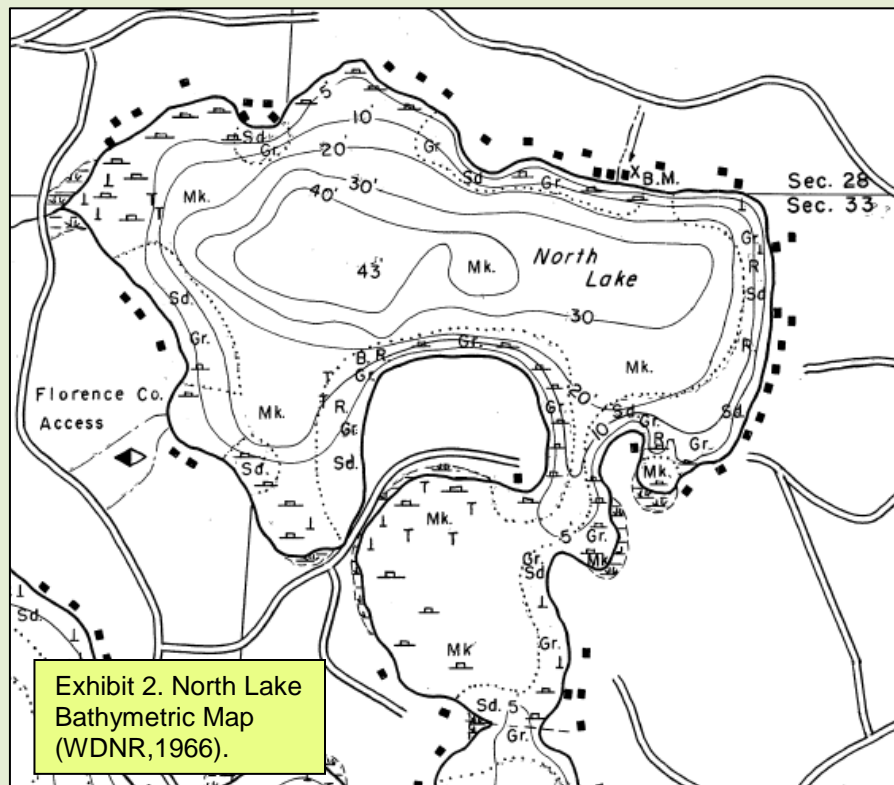 5'
10'
Sd.
Gr.
20'
Gr
30'
Sd
Gr.
X B.M.
Sec. 28
Sec. 33
T
T
Mk.
40'
43'
Mk.
North
Lake
Gr.
R
Sd
R.
Sd.
Gr.
30
B.R.
Gr.
Gr.
Mk.
T
T
R.
Gr.
Sd.
Mk.
Gr
20
10
Sd
Gr.
R
Gr.
Sd.
Mk.
Florence Co.
Access
Sd.
T
Mk.
T
T
T
5
Gr.
Mk
Gr.
Sd
Gr.
Mk
Sd.
5
Gr.
Sd.
Exhibit 2. North Lake
Bathymetric Map
(WDNR,1966).